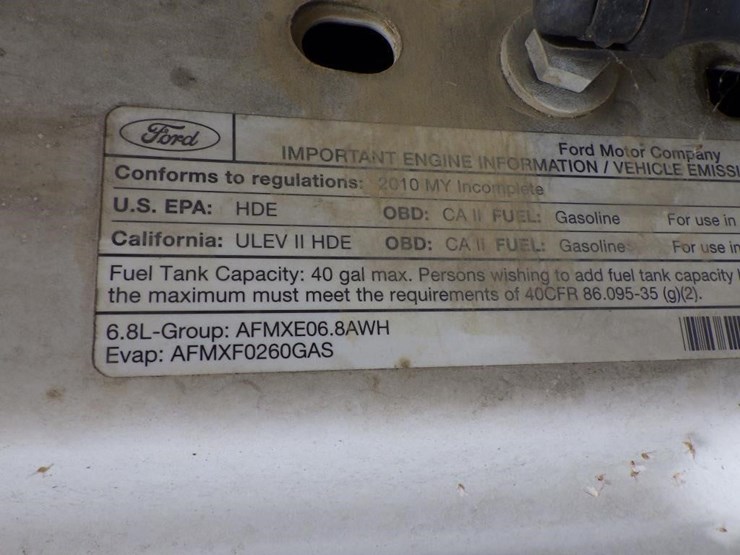 Ford
Ford Motor Company
IMPORTANT ENGINE INFORMATION / VEHICLE EMISSI
Conforms to regulations: 2010 MY Incomplete
U.S. EPA: HDE OBD: CA II FUEL: Gasoline For use in
California: ULEV II HDE OBD: CA II FUEL: Gasoline For use in
Fuel Tank Capacity: 40 gal max. Persons wishing to add fuel tank capacity
the maximum must meet the requirements of 40CFR 86.095-35 (g)(2).
6.8L-Group: AFMXE06.8AWH
Evap: AFMXF0260GAS